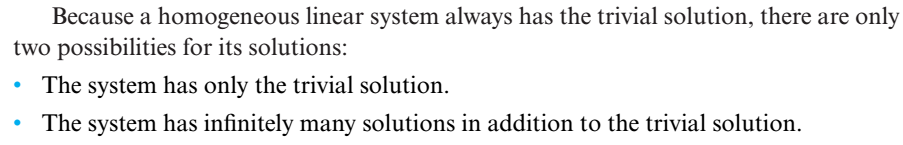 Because a homogeneous linear system always has the trivial solution, there are only
two possibilities for its solutions:
• The system has only the trivial solution.
• The system has infinitely many solutions in addition to the trivial solution.